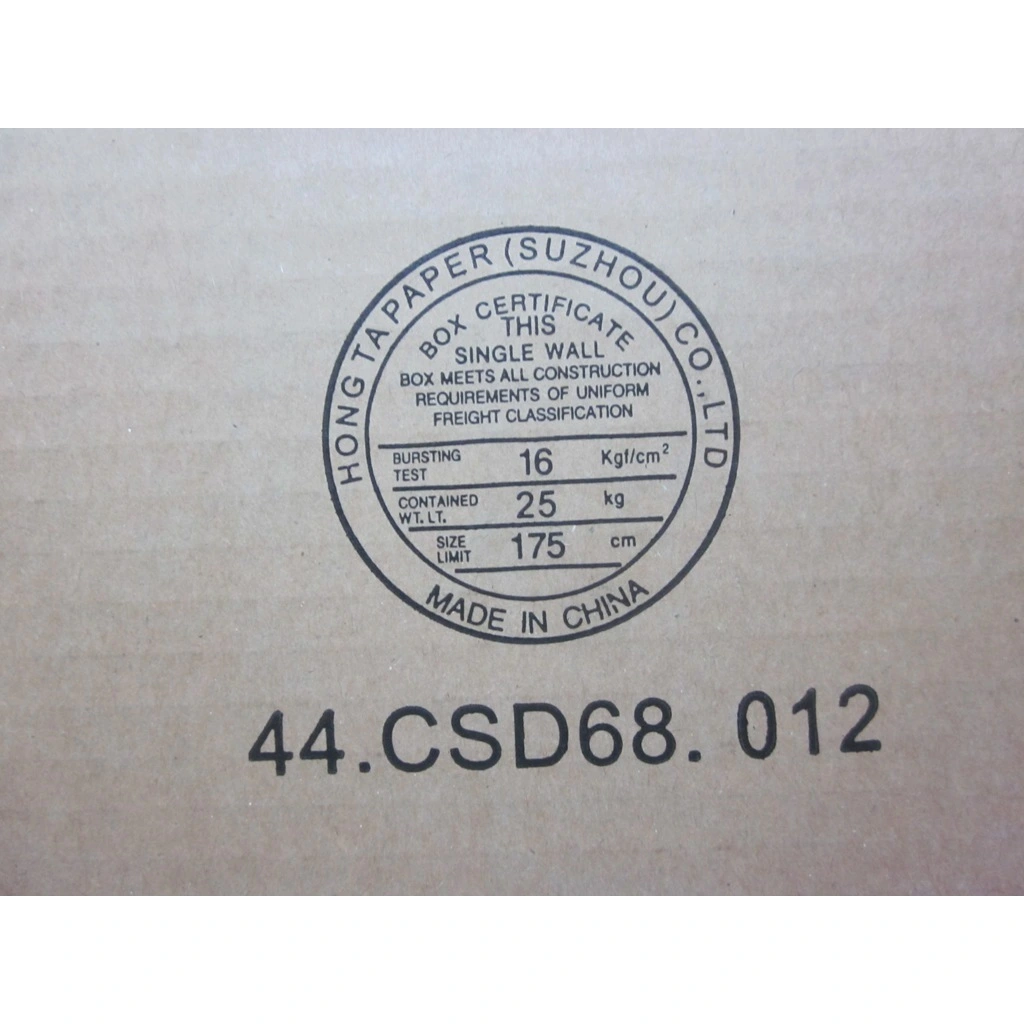 HONG TAPAPER (SUZHOU) CO.,LTD
BOX CERTIFICATE
THIS
SINGLE WALL
BOX MEETS ALL CONSTRUCTION
REQUIREMENTS OF UNIFORM
FREIGHT CLASSIFICATION
BURSTING TEST 16 Kgf/cm²
CONTAINED WT. LT. 25 kg
SIZE LIMIT 175 cm
MADE IN CHINA
44.CSD68. 012